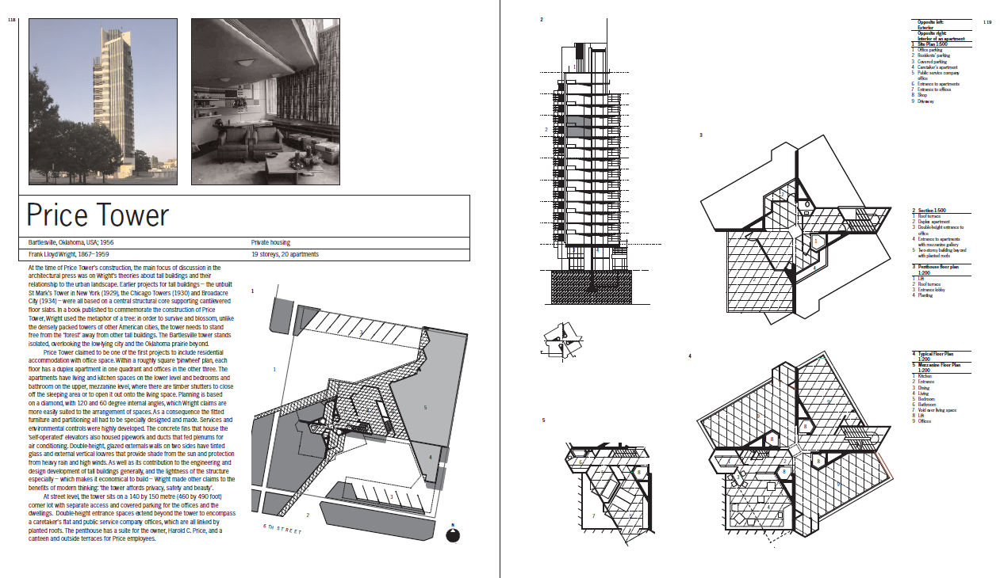 118
Price Tower
Bartlesville, Oklahoma, USA; 1956
Private housing
Frank Lloyd Wright, 1867–1959
19 storeys, 20 apartments
At the time of Price Tower's construction, the main focus of discussion in the
architectural press was on Wright's theories about tall buildings and their
relationship to the urban landscape. Earlier projects for tall buildings – the unbuilt
St Mark's Tower in New York (1929), the Chicago Towers (1930) and Broadacre
City (1934) – were all based on a central structural core supporting cantilevered
floor slabs. In a book published to commemorate the construction of Price
Tower, Wright used the metaphor of a tree: in order to survive and blossom, unlike
the densely packed towers of other American cities, the tower needs to stand
free from the 'forest' away from other tall buildings. The Bartlesville tower stands
isolated, overlooking the low-lying city and the Oklahoma prairie beyond.
Price Tower claimed to be one of the first projects to include residential
accommodation with office space. Within a roughly square 'pinwheel' plan, each
floor has a duplex apartment in one quadrant and offices in the other three. The
apartments have living and kitchen spaces on the lower level and bedrooms and
bathroom on the upper, mezzanine level, where there are timber shutters to close
off the sleeping area or to open it out onto the living space. Planning is based
on a diamond, with 120 and 60 degree internal angles, which Wright claims are
more easily suited to the arrangement of spaces. As a consequence the fitted
furniture and partitioning all had to be specially designed and made. Services and
environmental controls were highly developed. The concrete fins that house the
'self-operated' elevators also housed pipework and ducts that fed plenums for
air conditioning. Double-height, glazed externals walls on two sides have tinted
glass and external vertical louvres that provide shade from the sun and protection
from heavy rain and high winds. As well as its contribution to the engineering and
design development of tall buildings generally, and the lightness of the structure
especially – which makes it economical to build – Wright made other claims to the
benefits of modern thinking: 'the tower affords privacy, safety and beauty'.
At street level, the tower sits on a 140 by 150 metre (460 by 490 foot)
corner lot with separate access and covered parking for the offices and the
dwellings. Double-height entrance spaces extend beyond the tower to encompass
a caretaker's flat and public service company offices, which are all linked by
planted roofs. The penthouse has a suite for the owner, Harold C. Price, and a
canteen and outside terraces for Price employees.
1
3
1
5
4
3
2
6 TH STREET
N
2
1
2
4
3
2
3
1
2
4
4
9
9
8
8
8
8
2
3
4
9
5
6
8
7
119
Opposite left:
Exterior
Opposite right:
Interior of an apartment
1 Site Plan 1:500
1 Office parking
2 Residents' parking
3 Covered parking
4 Caretaker's apartment
5 Public service company
office
6 Entrance to apartments
7 Entrance to offices
8 Shop
9 Driveway
2 Section 1:500
1 Roof terrace
2 Duplex apartment
3 Double-height entrance to
office
4 Entrance to apartments
with mezzanine gallery
5 Two-storey building beyond
with planted roofs
3 Penthouse floor plan
1:200
1 Lift
2 Roof terrace
3 Entrance lobby
4 Planting
4 Typical Floor Plan
1:200
5 Mezzanine Floor Plan
1:200
1 Kitchen
2 Entrance
3 Dining
4 Living
5 Bedroom
6 Bathroom
7 Void over living space
8 Lift
9 Offices